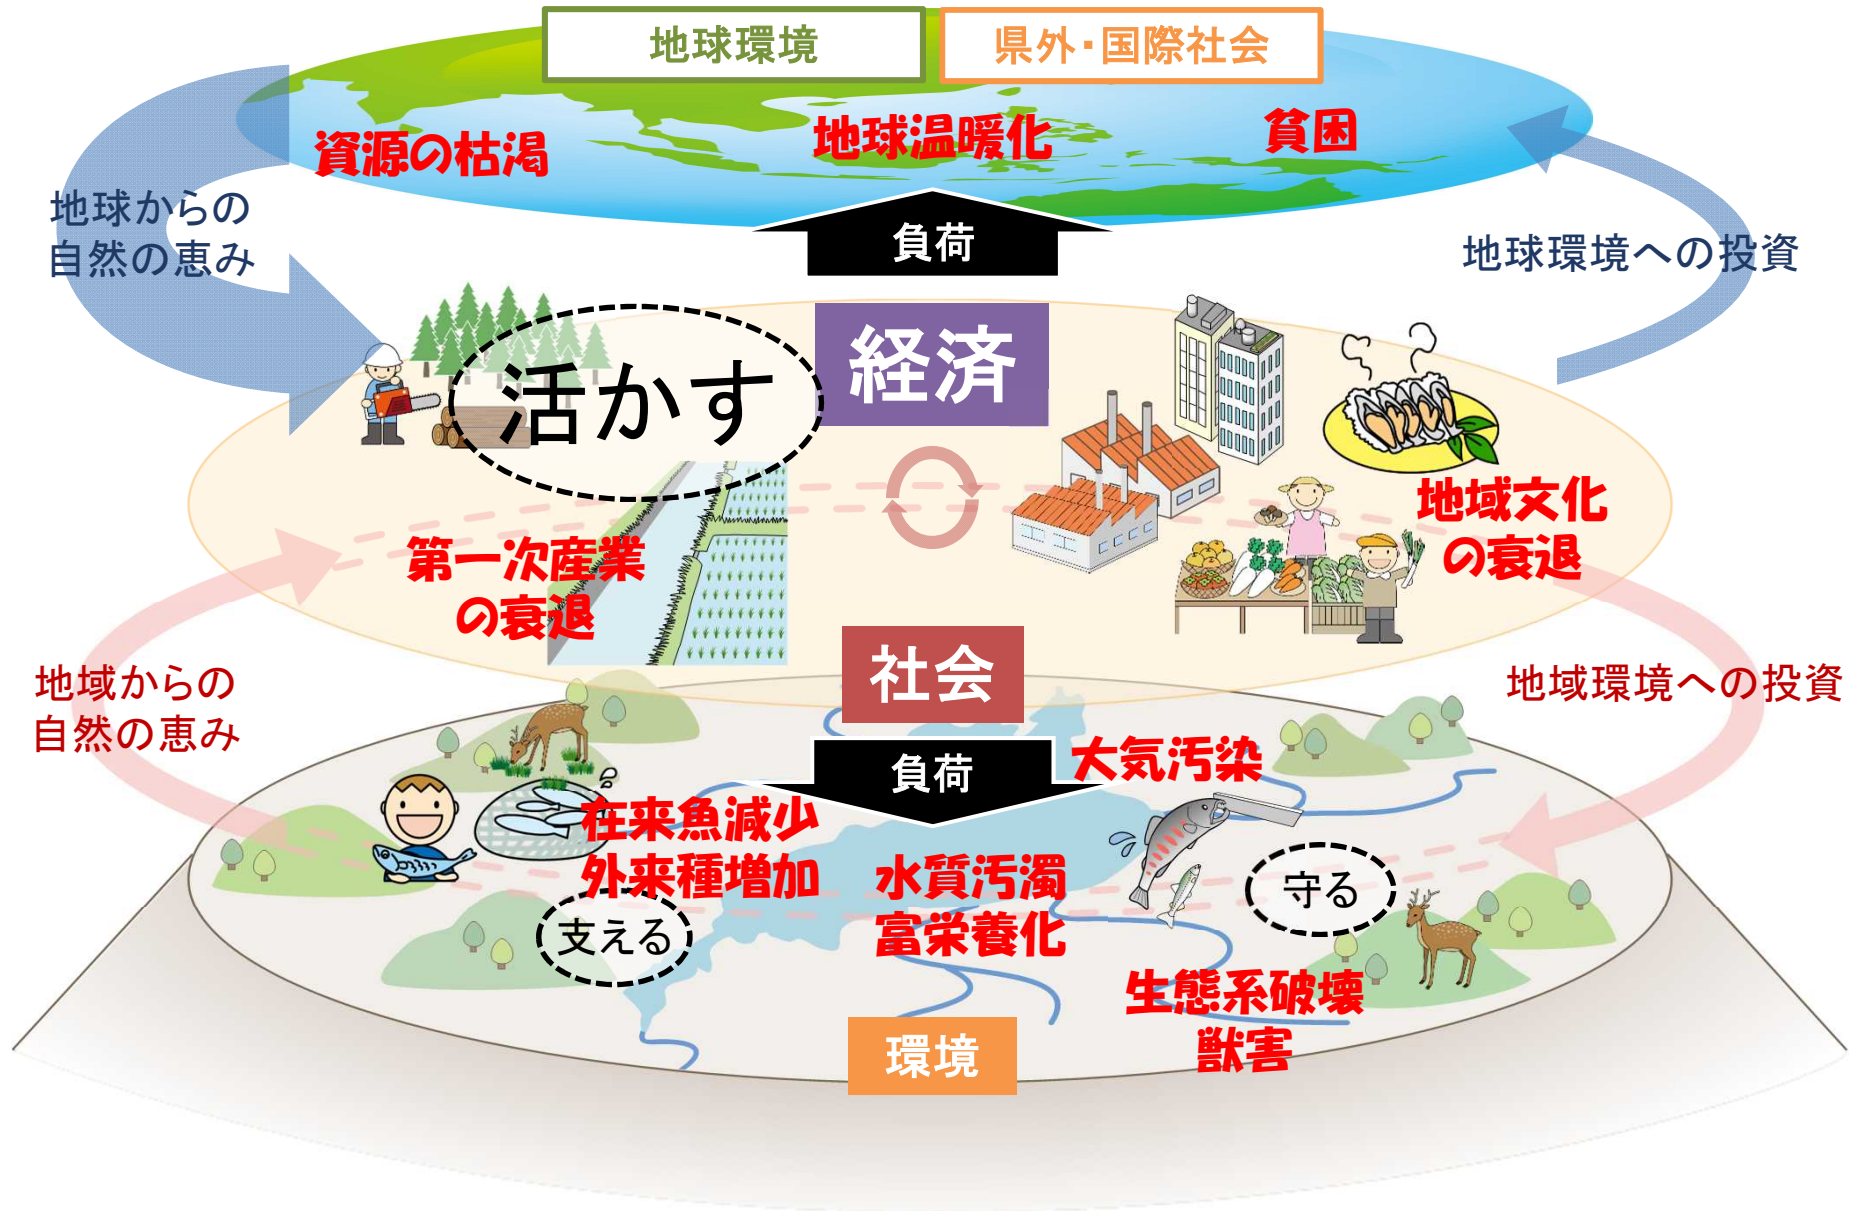 地球環境
県外・国際社会
資源の枯渇
地球温暖化
貧困
地球からの
自然の恵み
負荷
地球環境への投資
経済
活かす
地域文化
の衰退
第一次産業
の衰退
社会
地域からの
自然の恵み
地域環境への投資
負荷
大気汚染
在来魚減少
外来種増加
水質汚濁
富栄養化
守る
支える
生態系破壊
獣害
環境